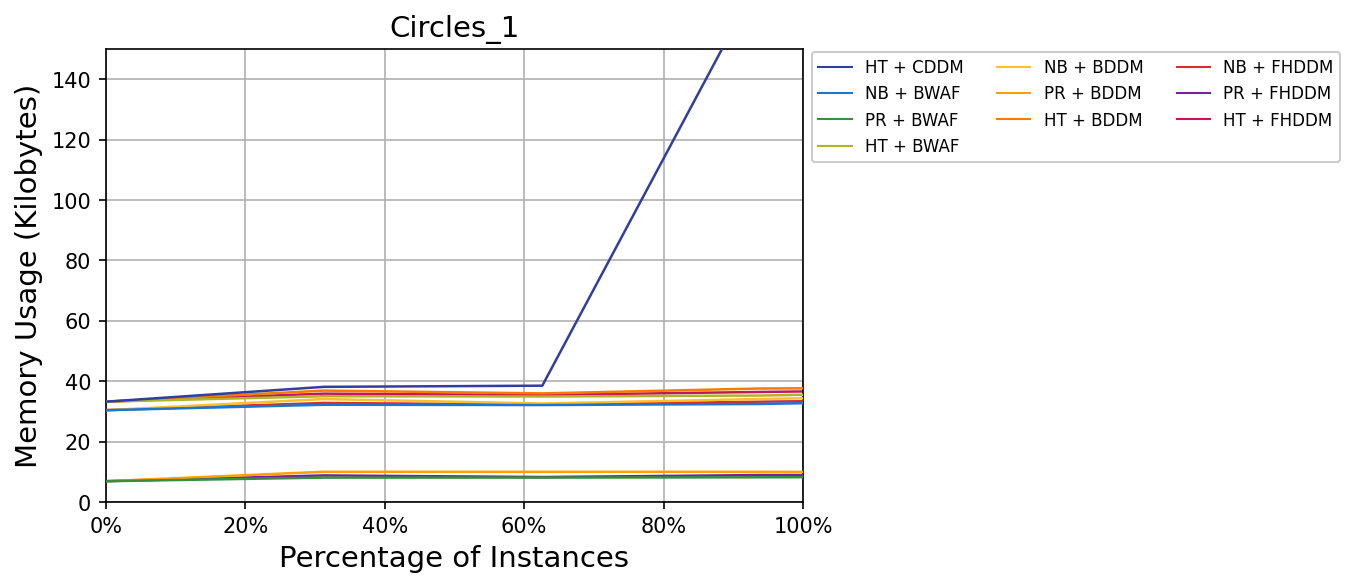 Circles_1
Memory Usage (Kilobytes)
140
120
100
80
60
40
20
0
0% 20% 40% 60% 80% 100%
Percentage of Instances
HT + CDDM
NB + BWAF
PR + BWAF
HT + BWAF
NB + BDDM
PR + BDDM
HT + BDDM
NB + FHDDM
PR + FHDDM
HT + FHDDM